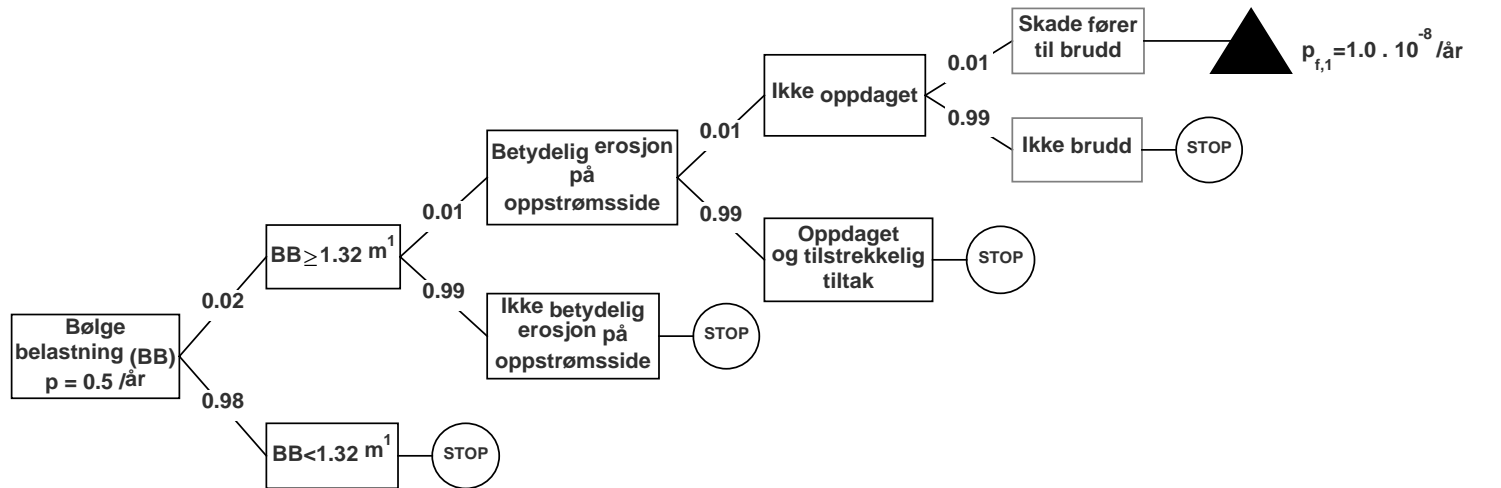 Bølge
belastning (BB)
p = 0.5 /år
0.02
0.98
BB≥1.32 m¹
BB<1.32 m¹
STOP
0.01
0.99
Betydelig erosjon
på
oppstrømsside
Ikke betydelig
erosjon på
oppstrømsside
STOP
0.01
0.99
Ikke oppdaget
Oppdaget
og tilstrekkelig
tiltak
STOP
0.01
0.99
Skade fører
til brudd
Ikke brudd
STOP
p_f,1=1.0 . 10⁻⁸/år